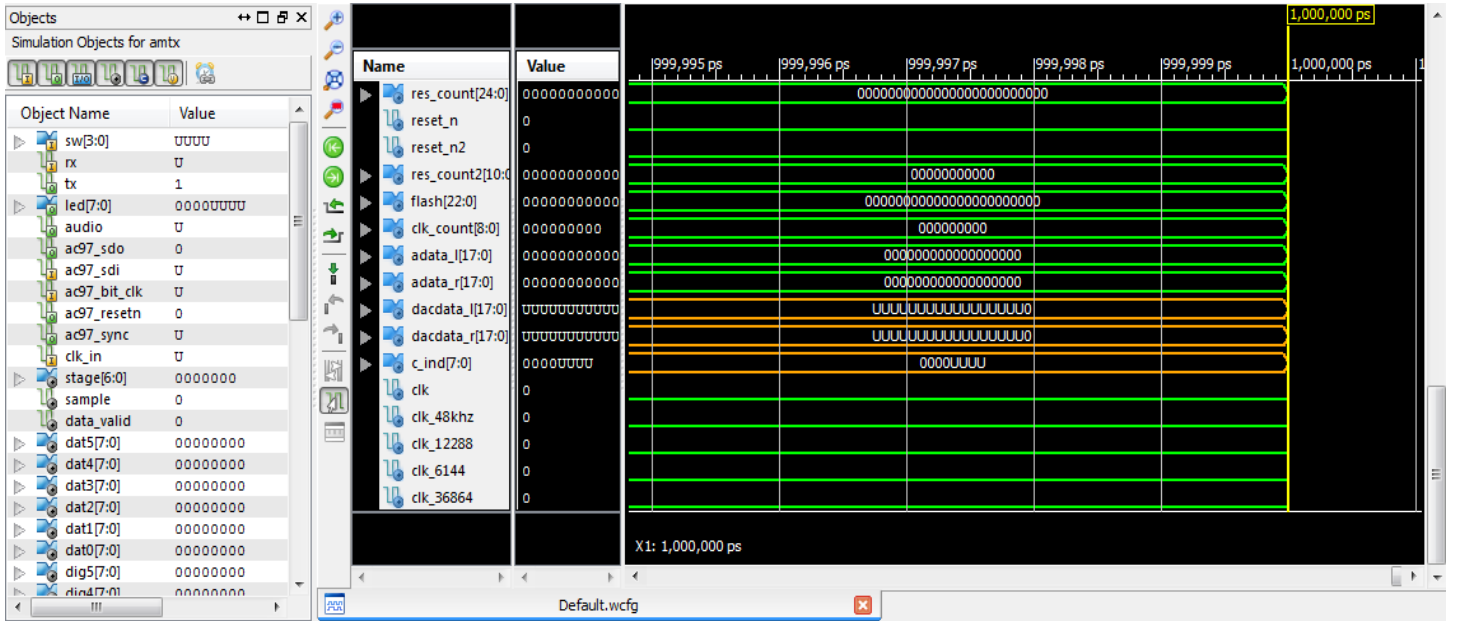 Objects
Simulation Objects for amtx
Object Name Value
sw[3:0] UUUU
rx U
tx 1
led[7:0] 0000UUUU
audio U
ac97_sdo 0
ac97_sdi U
ac97_bit_clk U
ac97_resetn 0
ac97_sync U
clk_in U
stage[6:0] 0000000
sample 0
data_valid 0
dat5[7:0] 00000000
dat4[7:0] 00000000
dat3[7:0] 00000000
dat2[7:0] 00000000
dat1[7:0] 00000000
dat0[7:0] 00000000
dig5[7:0] 00000000
dig4[7:0] 00000000
1,000,000 ps
Name Value 999,995 ps 999,996 ps 999,997 ps 999,998 ps 999,999 ps 1,000,000 ps 1
res_count[24:0] 00000000000 0000000000000000000000000
reset_n 0
reset_n2 0
res_count2[10:0 00000000000 00000000000
flash[22:0] 00000000000 00000000000000000000000
clk_count[8:0] 000000000 000000000
adata_l[17:0] 00000000000 000000000000000000
adata_r[17:0] 00000000000 000000000000000000
dacdata_l[17:0] UUUUUUUUUUU UUUUUUUUUUUUUUUUU0
dacdata_r[17:0] UUUUUUUUUUU UUUUUUUUUUUUUUUUU0
c_ind[7:0] 0000UUUU 0000UUUU
clk 0
clk_48khz 0
clk_12288 0
clk_6144 0
clk_36864 0
X1: 1,000,000 ps
Default.wcfg